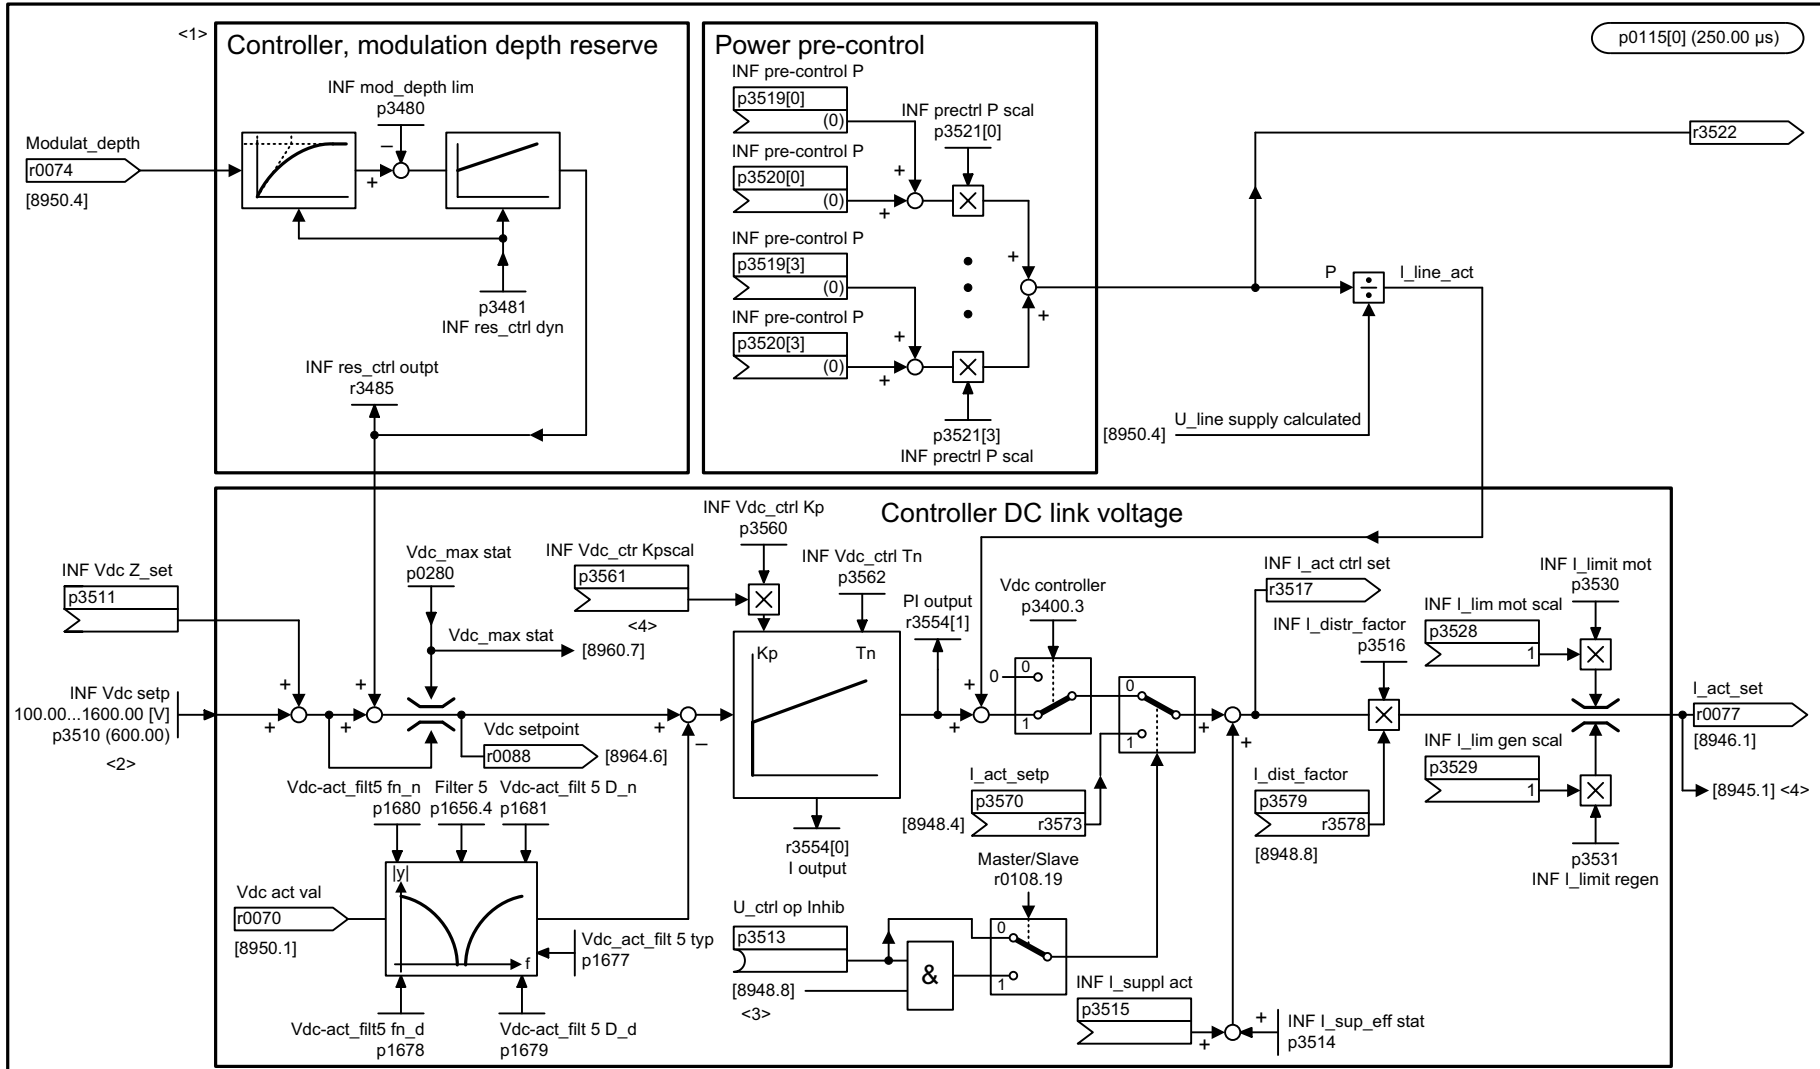 <1>
Controller, modulation depth reserve
INF mod_depth lim
p3480
Modulat_depth
r0074
[8950.4]
−
+
p3481
INF res_ctrl dyn
INF res_ctrl outpt
r3485
Power pre-control
INF pre-control P
p3519[0]
(0)
INF prectrl P scal
p3521[0]
INF pre-control P
p3520[0]
(0)
+
+
×
INF pre-control P
p3519[3]
(0)
INF pre-control P
p3520[3]
(0)
+
+
×
+
+
p3521[3]
INF prectrl P scal
p0115[0] (250.00 µs)
r3522
P
÷
I_line_act
U_line supply calculated
[8950.4]
Controller DC link voltage
INF Vdc Z_set
p3511
INF Vdc setp
100.00...1600.00 [V]
p3510 (600.00)
<2>
+
+
+
+
Vdc_max stat
p0280
Vdc_max stat
[8960.7]
Vdc setpoint
r0088
[8964.6]
INF Vdc_ctrl Kp
p3560
INF Vdc_ctr Kpscal
p3561
<4>
×
INF Vdc_ctrl Tn
p3562
Kp
Tn
+
−
r3554[0]
I output
PI output
r3554[1]
+
+
Vdc controller
p3400.3
0
0
1
0
1
I_act_setp
p3570
r3573
[8948.4]
INF I_act ctrl set
r3517
+
+
INF I_distr_factor
p3516
×
I_dist_factor
p3579
r3578
[8948.8]
INF I_limit mot
p3530
INF I_lim mot scal
p3528
1
×
INF I_lim gen scal
p3529
1
×
p3531
INF I_limit regen
I_act_set
r0077
[8946.1]
[8945.1] <4>
Vdc-act_filt5 fn_n
p1680
Filter 5
p1656.4
Vdc-act_filt 5 D_n
p1681
|y|
f
Vdc act val
r0070
[8950.1]
Vdc_act_filt 5 typ
p1677
Vdc-act_filt5 fn_d
p1678
Vdc-act_filt 5 D_d
p1679
U_ctrl op Inhib
p3513
[8948.8]
<3>
&
Master/Slave
r0108.19
0
1
INF I_suppl act
p3515
+
+
INF I_sup_eff stat
p3514